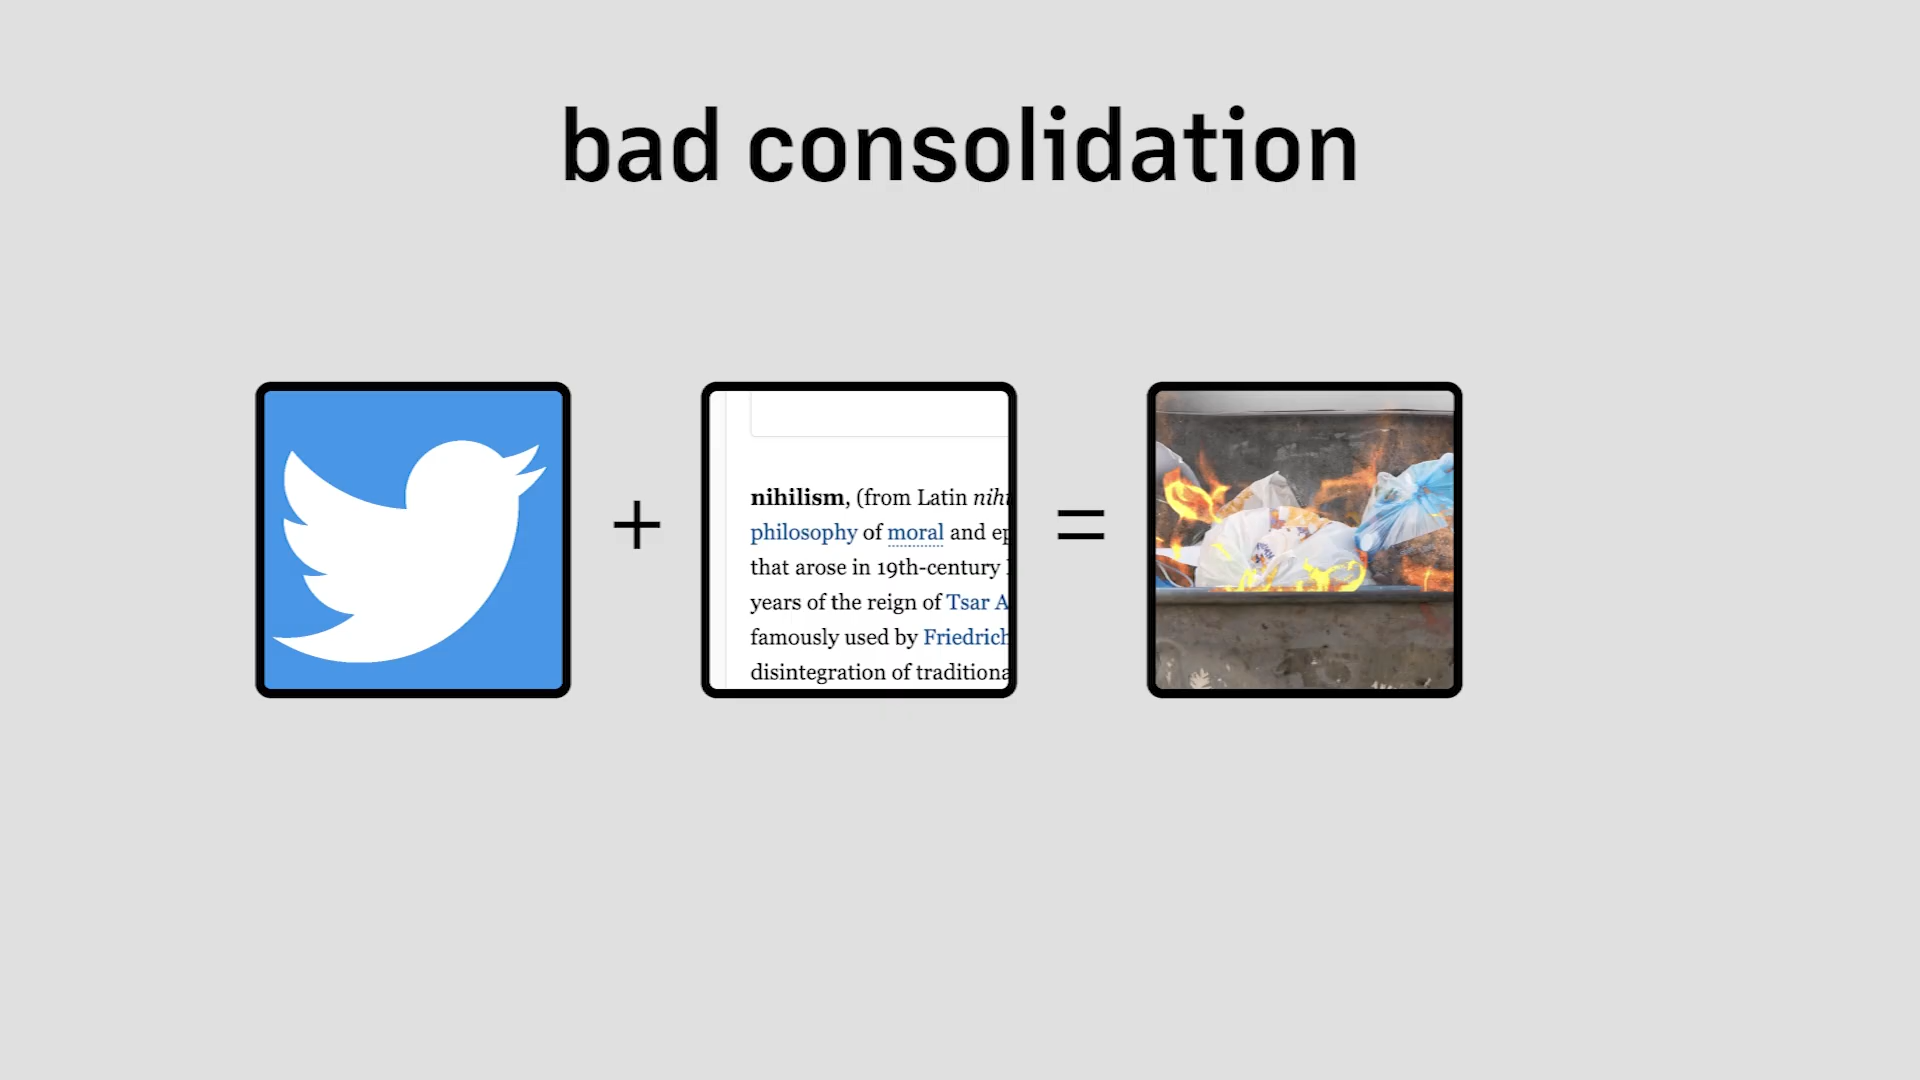 bad consolidation
+
=
nihilism, (from Latin
philosophy of moral and
that arose in 19th-century
years of the reign of Tsar
famously used by Friedrich
disintegration of